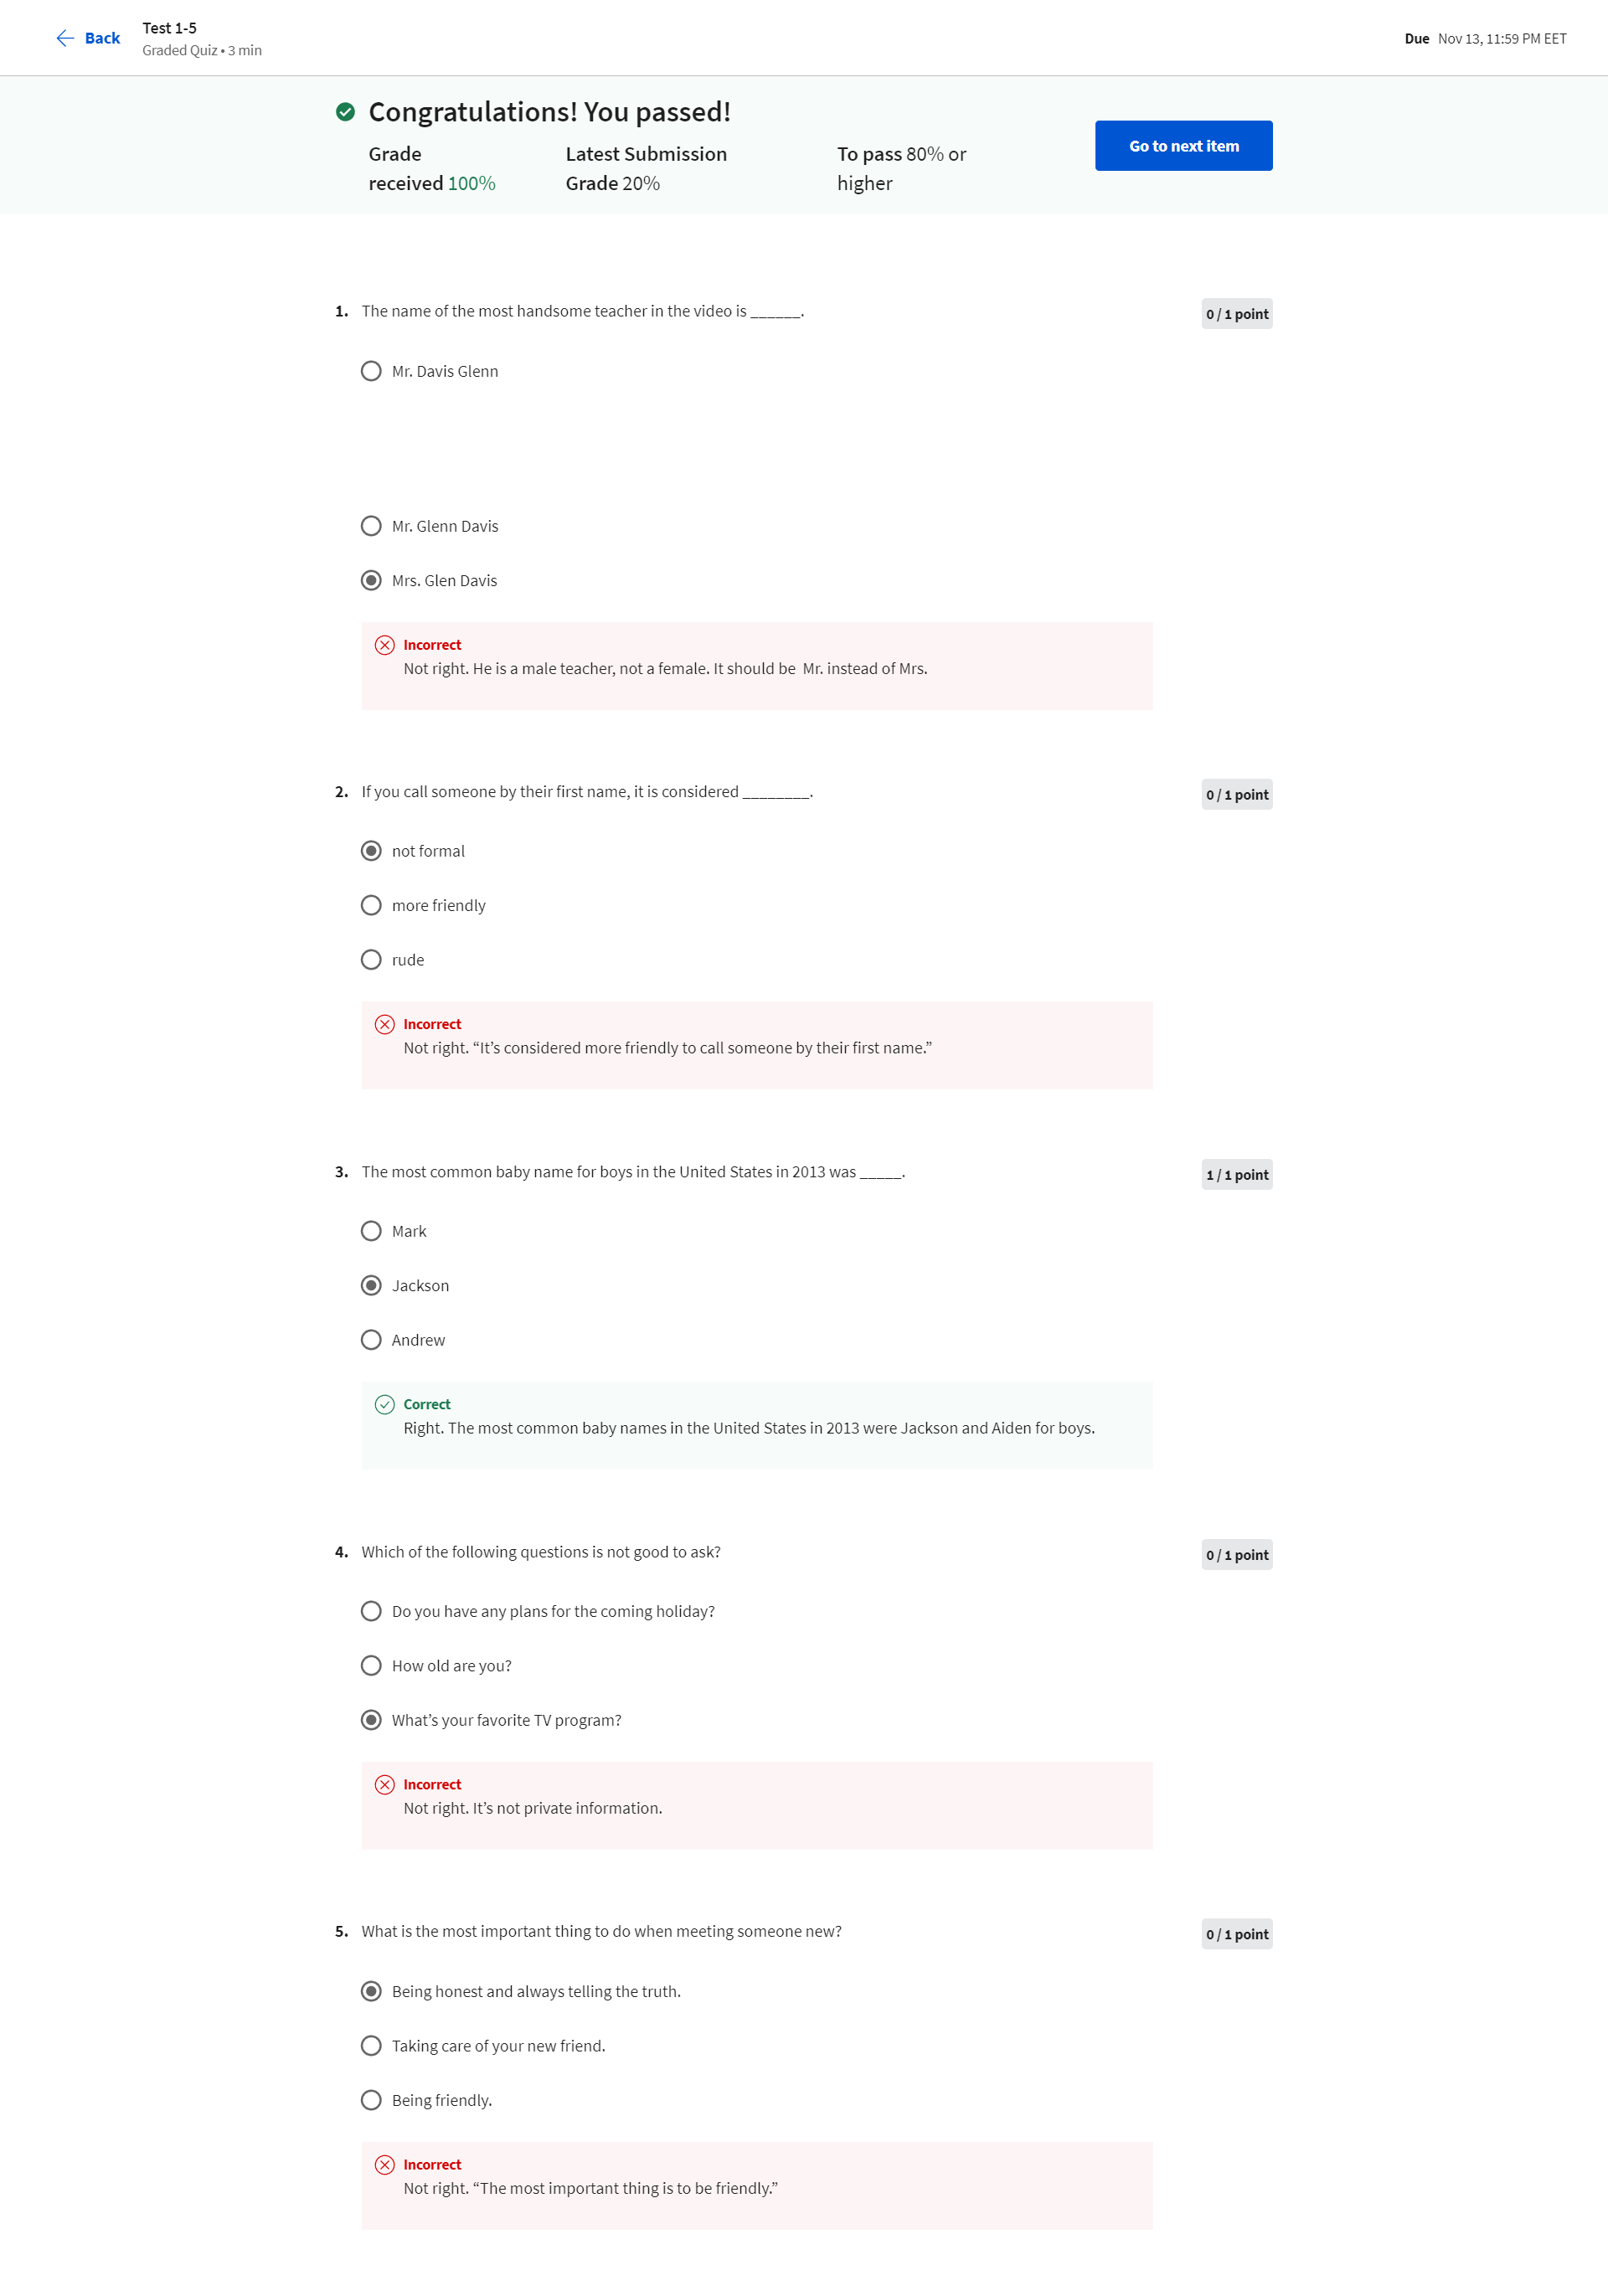 Back
Test 1-5
Graded Quiz • 3 min
Due Nov 13, 11:59 PM EET
Congratulations! You passed!
Grade
received 100%
Latest Submission
Grade 20%
To pass 80% or
higher
Go to next item
1. The name of the most handsome teacher in the video is ______.
0 / 1 point
Mr. Davis Glenn
Mr. Glenn Davis
Mrs. Glen Davis
Incorrect
Not right. He is a male teacher, not a female. It should be  Mr. instead of Mrs.
2. If you call someone by their first name, it is considered ________.
0 / 1 point
not formal
more friendly
rude
Incorrect
Not right. “It’s considered more friendly to call someone by their first name.”
3. The most common baby name for boys in the United States in 2013 was _____.
1 / 1 point
Mark
Jackson
Andrew
Correct
Right. The most common baby names in the United States in 2013 were Jackson and Aiden for boys.
4. Which of the following questions is not good to ask?
0 / 1 point
Do you have any plans for the coming holiday?
How old are you?
What’s your favorite TV program?
Incorrect
Not right. It’s not private information.
5. What is the most important thing to do when meeting someone new?
0 / 1 point
Being honest and always telling the truth.
Taking care of your new friend.
Being friendly.
Incorrect
Not right. “The most important thing is to be friendly.”